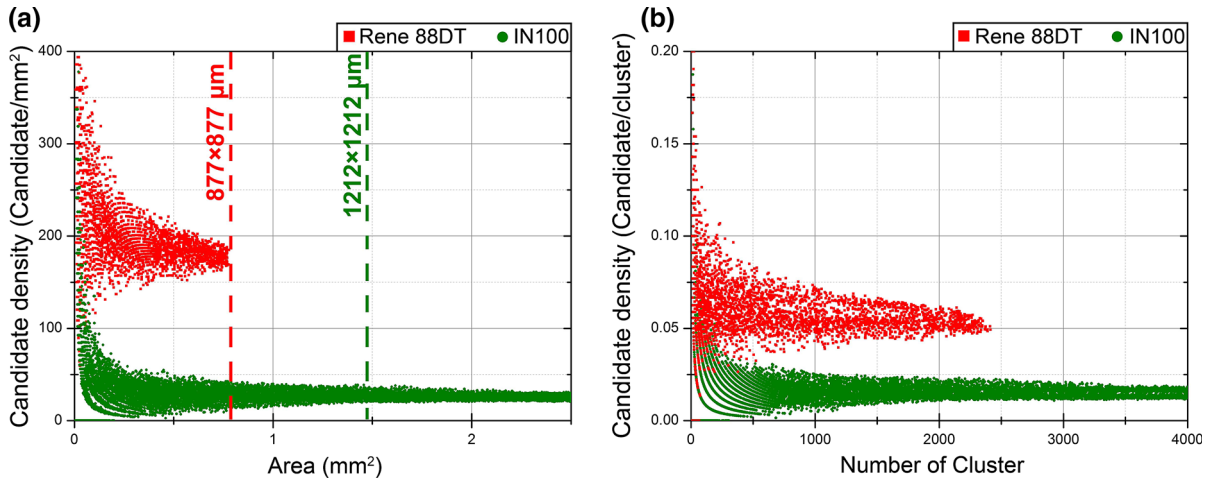 (a)
Rene 88DT IN100
Candidate density (Candidate/mm²)
400
300
200
100
0
877×877 µm
1212×1212 µm
0 1 2
Area (mm²)
(b)
Rene 88DT IN100
Candidate density (Candidate/cluster)
0.20
0.15
0.10
0.05
0.00
0 1000 2000 3000 4000
Number of Cluster